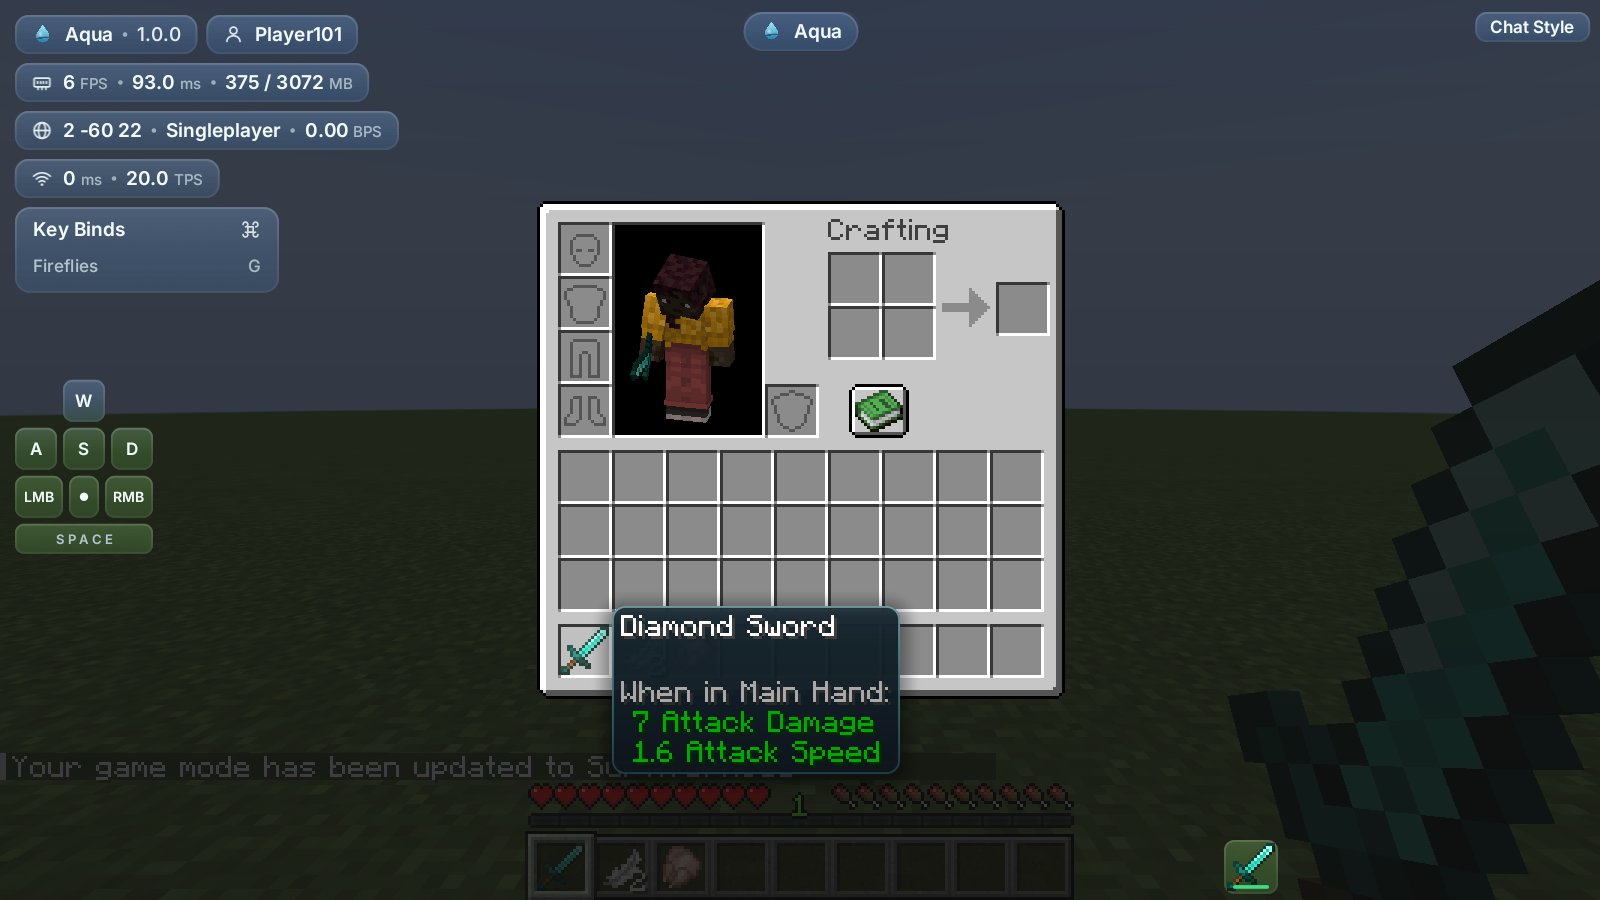 Aqua • 1.0.0
Player101
Aqua
Chat Style
6 FPS • 93.0 ms • 375 / 3072 MB
2 -60 22 • Singleplayer • 0.00 BPS
0 ms • 20.0 TPS
Key Binds ⌘
Fireflies G
Crafting
W
A S D
LMB • RMB
SPACE
Diamond Sword
When in Main Hand:
7 Attack Damage
1.6 Attack Speed
Your game mode has been updated to
1
2